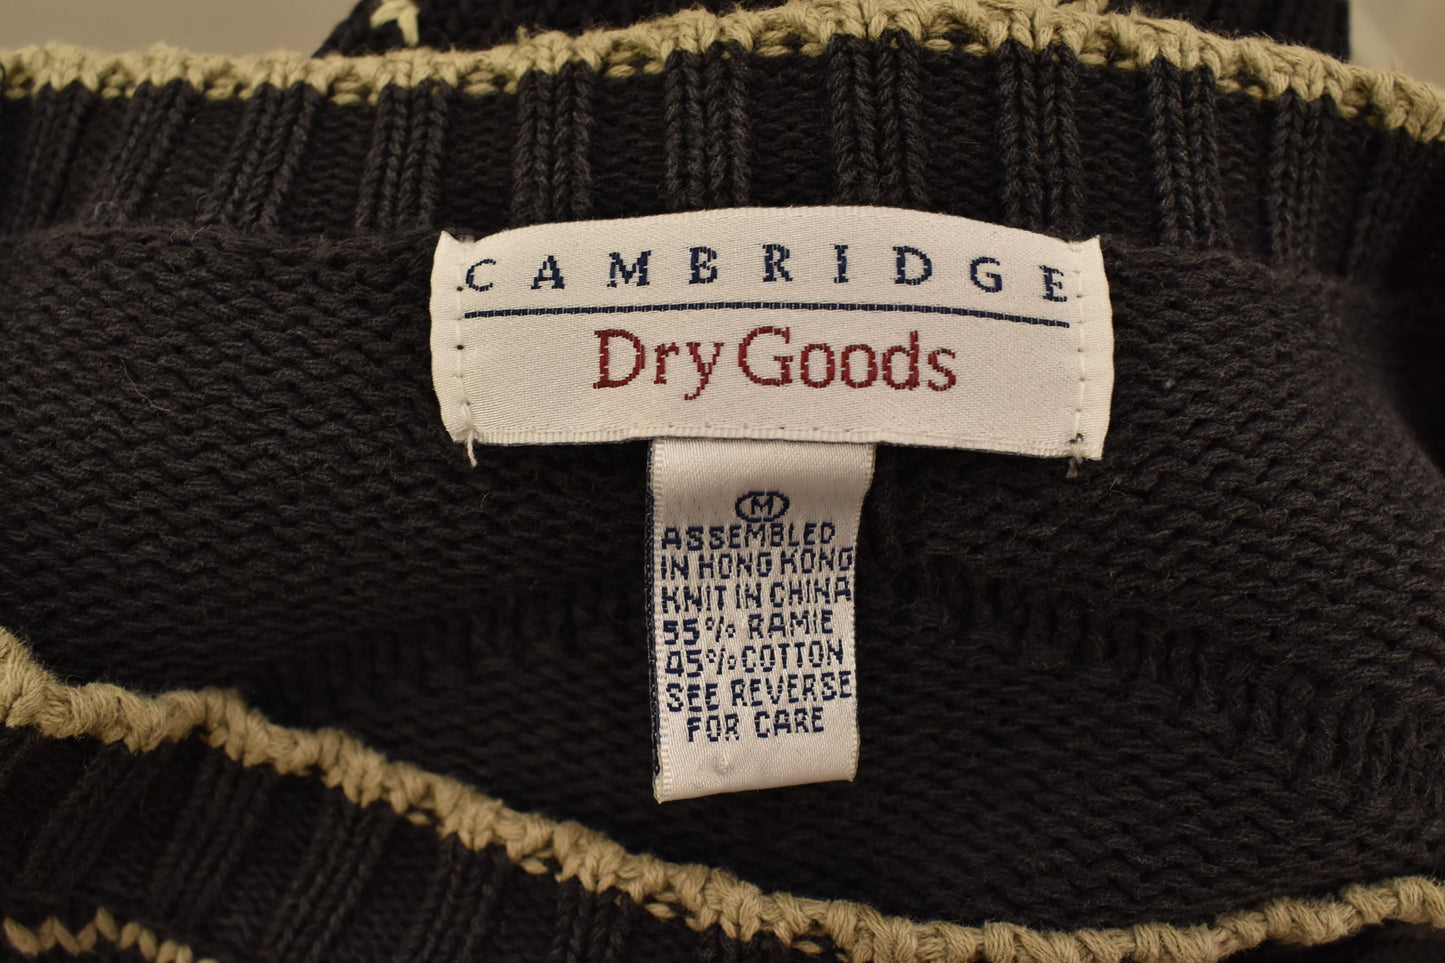 CAMBRIDGE
Dry Goods
M
ASSEMBLED
IN HONG KONG
KNIT IN CHINA
55% RAMIE
45% COTTON
SEE REVERSE
FOR CARE